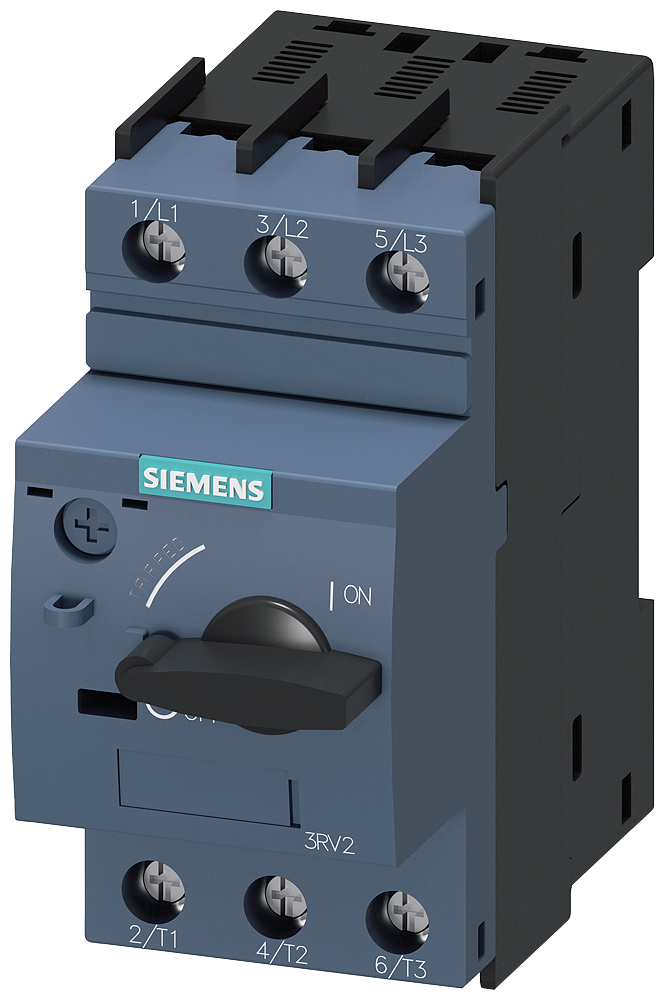 1/L1 3/L2 5/L3
SIEMENS
TRIPPED
ON
3RV2
2/T1 4/T2 6/T3